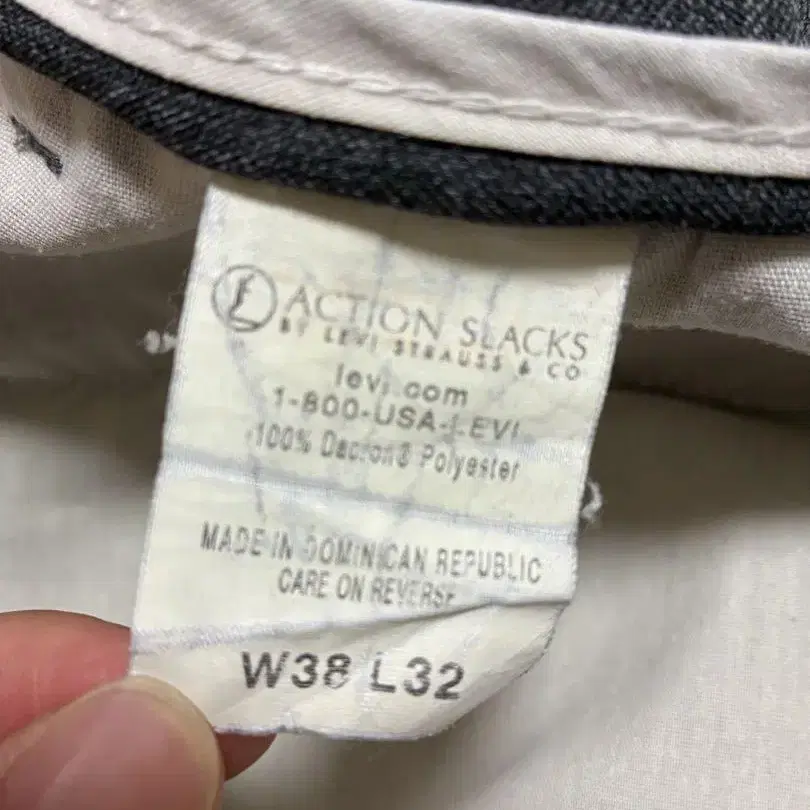 ACTION SLACKS
BY LEVI STRAUSS & CO
levi.com
1-800-USA-LEVI
100% Dacron® Polyester
MADE IN DOMINICAN REPUBLIC
CARE ON REVERSE
W38 L32